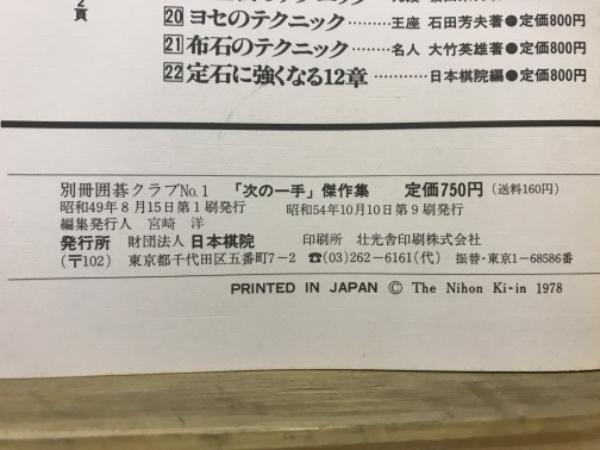 2
頁
20 ヨセのテクニック………王座 石田芳夫著●定価800円
21 布石のテクニック………名人 大竹英雄著●定価800円
22 定石に強くなる12章…………日本棋院編●定価800円
別冊囲碁クラブNo.1 「次の一手」傑作集 定価750円（送料160円）
昭和49年8月15日第1刷発行 昭和54年10月10日第9刷発行
編集発行人 宮崎 洋
発行所 財団法人 日本棋院 印刷所 壮光舎印刷株式会社
（〒102） 東京都千代田区五番町7−2 ☎(03)262−6161(代) 振替・東京1−68586番
PRINTED IN JAPAN © The Nihon Ki-in 1978